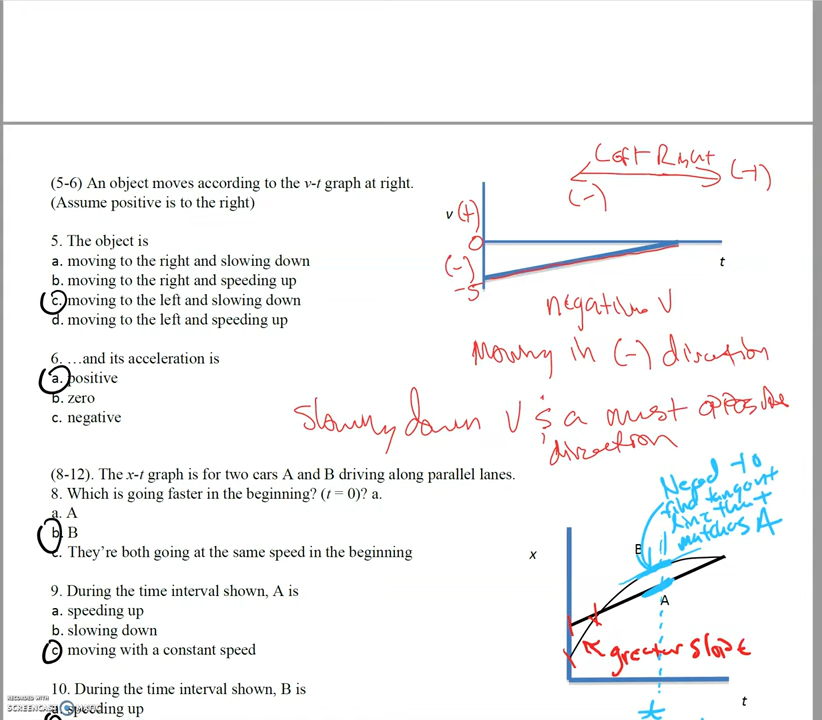 (5-6) An object moves according to the v-t graph at right.
(Assume positive is to the right)
Left Right
(-) (+)
v (+)
0
(-)
-5
t
5. The object is
a. moving to the right and slowing down
b. moving to the right and speeding up
c. moving to the left and slowing down
d. moving to the left and speeding up
negative V
Moving in (-) direction
6. …and its acceleration is
a. positive
b. zero
c. negative
Slowing down V & a must opposite
direction
(8-12). The x-t graph is for two cars A and B driving along parallel lanes.
8. Which is going faster in the beginning? (t = 0)? a.
a. A
b. B
c. They're both going at the same speed in the beginning
Need to
find tangent
line that
matches A
x
B
A
greater slope
t
t
9. During the time interval shown, A is
a. speeding up
b. slowing down
c. moving with a constant speed
10. During the time interval shown, B is
a. speeding up
RECORDED WITH
SCREENCAST MATIC